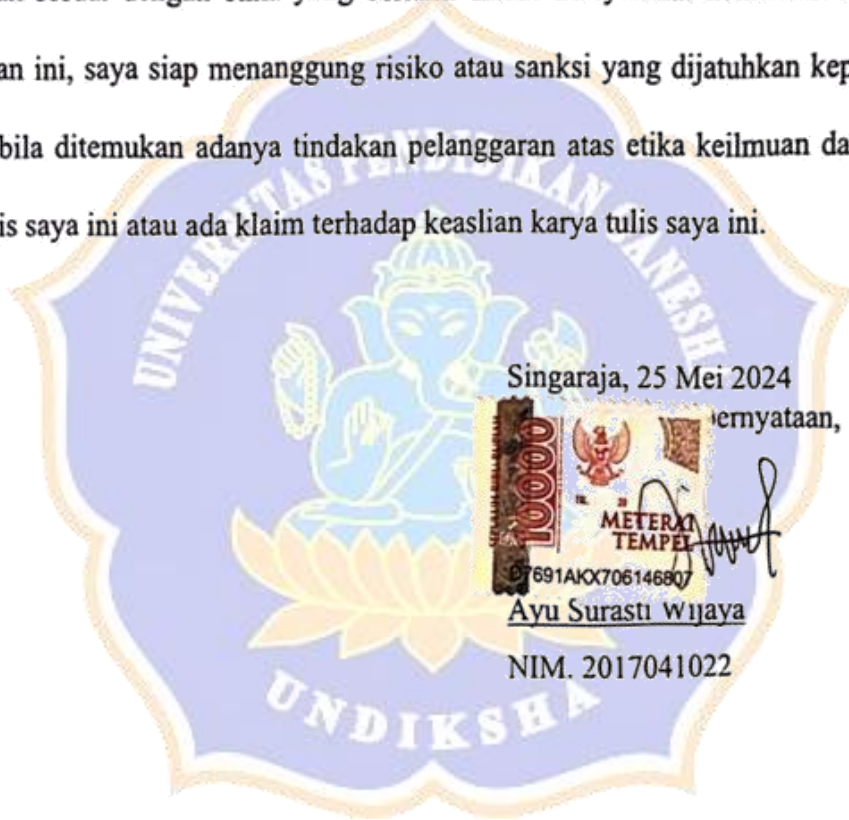 an ini, saya siap menanggung risiko atau sanksi yang dijatuhkan kep
bila ditemukan adanya tindakan pelanggaran atas etika keilmuan da
is saya ini atau ada klaim terhadap keaslian karya tulis saya ini.
UNIVERSITAS PENDIDIKAN GANESH
Singaraja, 25 Mei 2024
ernyataan,
10000
METERAI
TEMPEL
D7691AKX706146807
Ayu Surasti Wijaya
NIM. 2017041022
UNDIKSHA